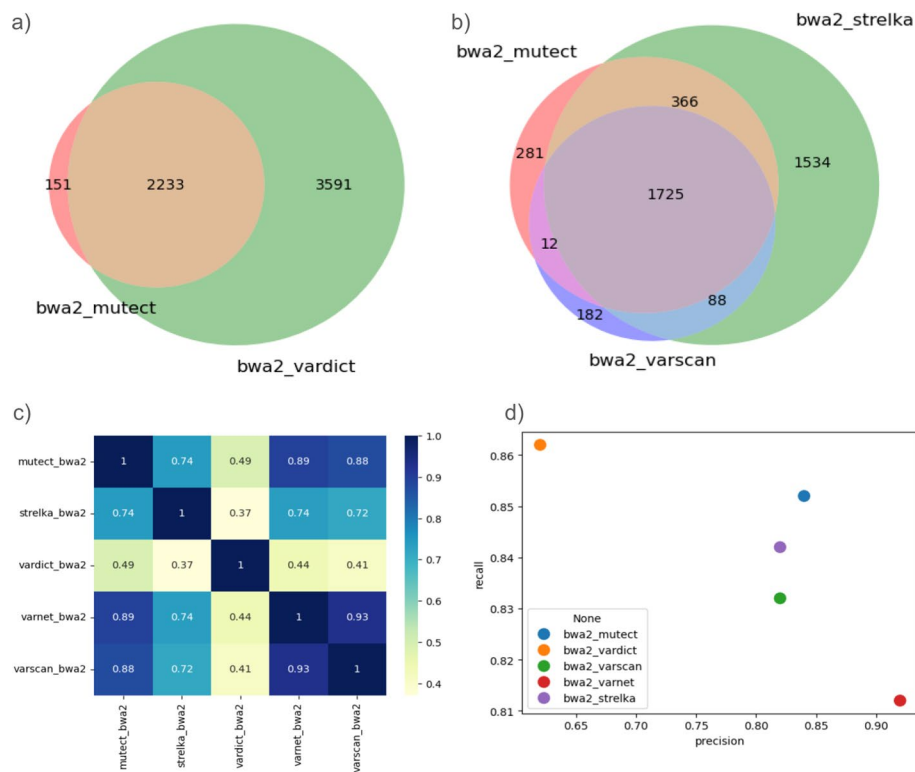 a)
151
2233
3591
bwa2_mutect
bwa2_vardict
b)
bwa2_strelka
bwa2_mutect
366
281
1534
1725
12
88
182
bwa2_varscan
c)
mutect_bwa2 1 0.74 0.49 0.89 0.88
strelka_bwa2 0.74 1 0.37 0.74 0.72
vardict_bwa2 0.49 0.37 1 0.44 0.41
varnet_bwa2 0.89 0.74 0.44 1 0.93
varscan_bwa2 0.88 0.72 0.41 0.93 1
mutect_bwa2 strelka_bwa2 vardict_bwa2 varnet_bwa2 varscan_bwa2
1.0
0.9
0.8
0.7
0.6
0.5
0.4
d)
0.86
0.85
0.84
0.83
0.82
0.81
recall
None
bwa2_mutect
bwa2_vardict
bwa2_varscan
bwa2_varnet
bwa2_strelka
0.65 0.70 0.75 0.80 0.85 0.90
precision